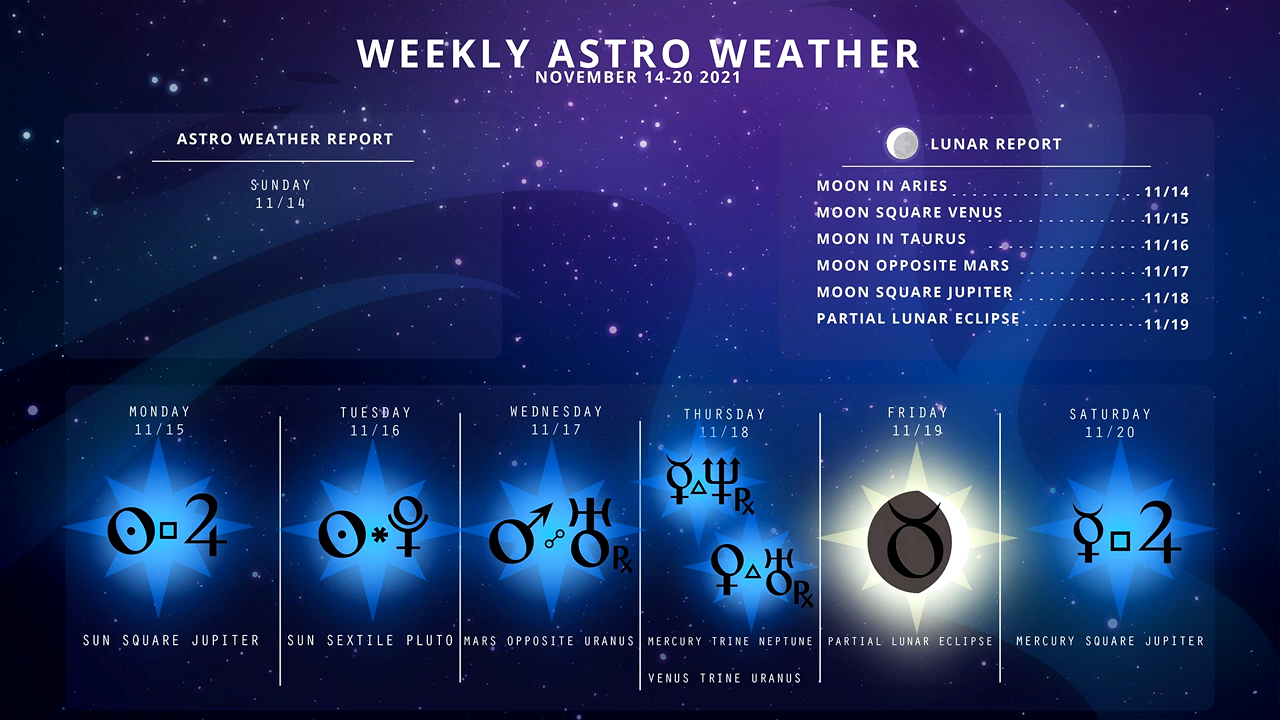 WEEKLY ASTRO WEATHER
NOVEMBER 14-20 2021
ASTRO WEATHER REPORT
SUNDAY
11/14
LUNAR REPORT
MOON IN ARIES 11/14
MOON SQUARE VENUS 11/15
MOON IN TAURUS 11/16
MOON OPPOSITE MARS 11/17
MOON SQUARE JUPITER 11/18
PARTIAL LUNAR ECLIPSE 11/19
MONDAY
11/15
☉□♃
SUN SQUARE JUPITER
TUESDAY
11/16
☉⚹♇
SUN SEXTILE PLUTO
WEDNESDAY
11/17
♂☍♅℞
MARS OPPOSITE URANUS
THURSDAY
11/18
☿△♆℞
♀△♅℞
MERCURY TRINE NEPTUNE
VENUS TRINE URANUS
FRIDAY
11/19
♉
PARTIAL LUNAR ECLIPSE
SATURDAY
11/20
☿□♃
MERCURY SQUARE JUPITER